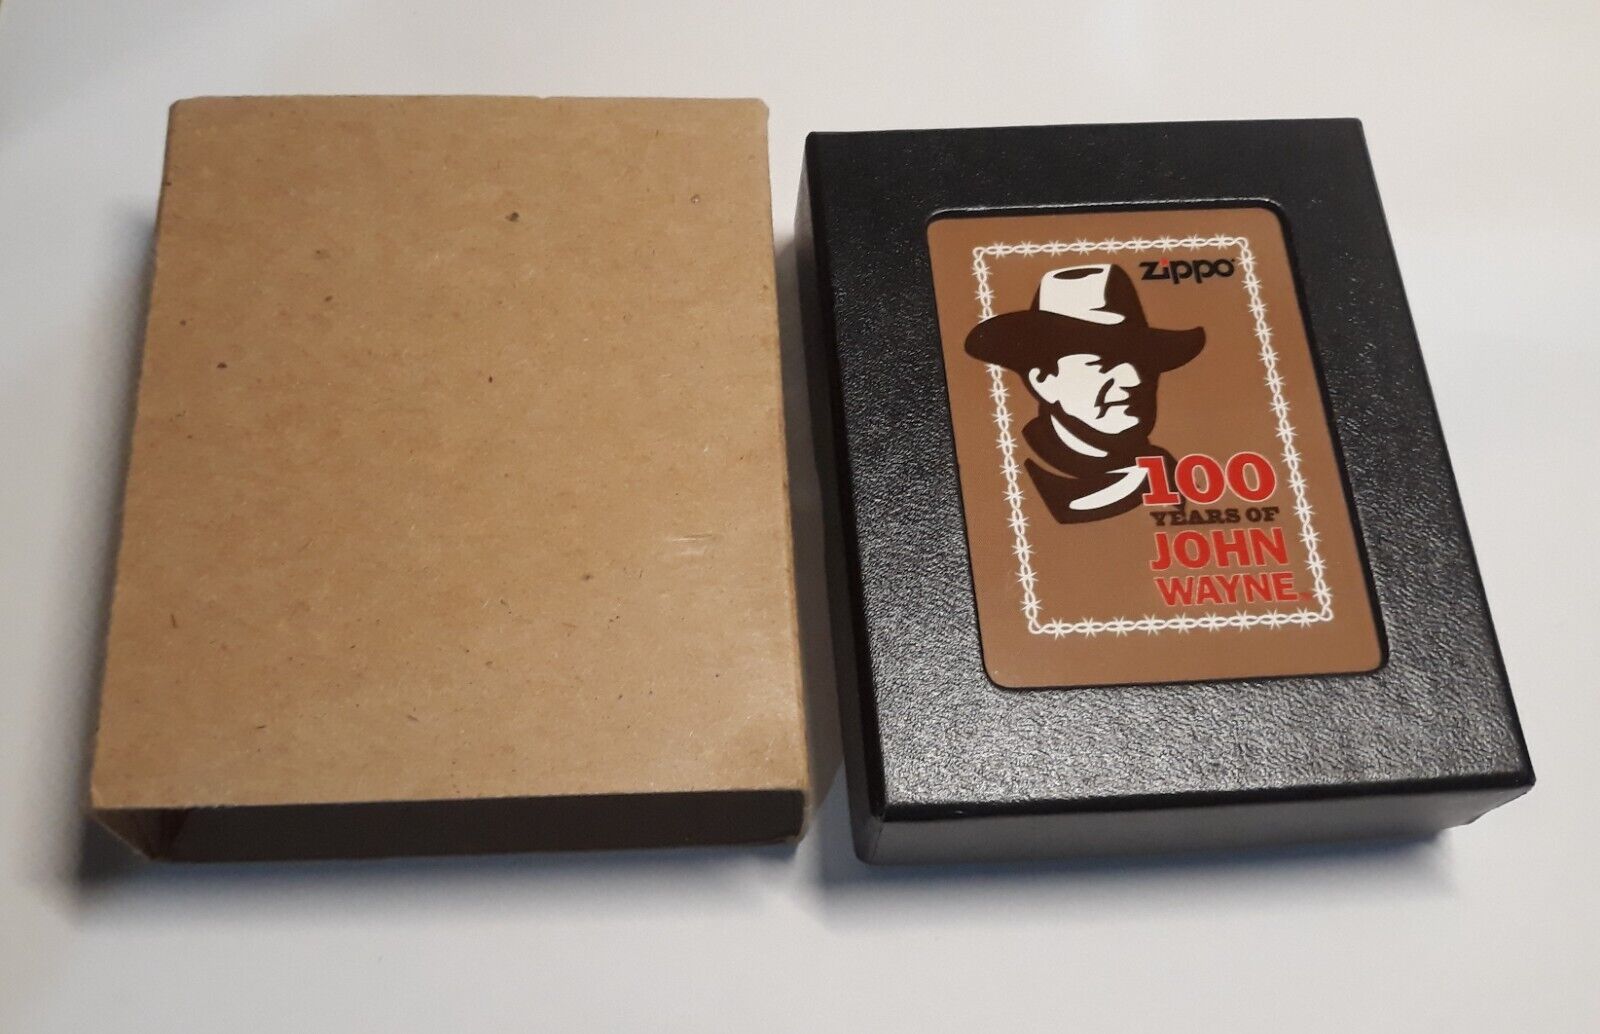 Zippo
100
YEARS OF
JOHN
WAYNE